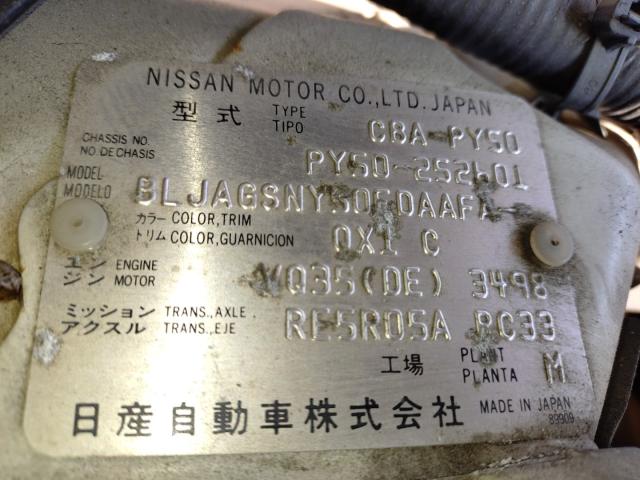 NISSAN MOTOR CO.,LTD. JAPAN
型式 TYPE TIPO CBA-PY50
CHASSIS NO. NO.DE CHASIS PY50-252601
MODEL MODELO
カラー COLOR,TRIM トリム COLOR,GUARNICION QX1 C
エンジン ENGINE MOTOR VQ35(DE) 3498
ミッション TRANS., AXLE アクスル TRANS., EJE RE5R05A RC33
工場 PLANT PLANTA M
日産自動車株式会社 MADE IN JAPAN
89909